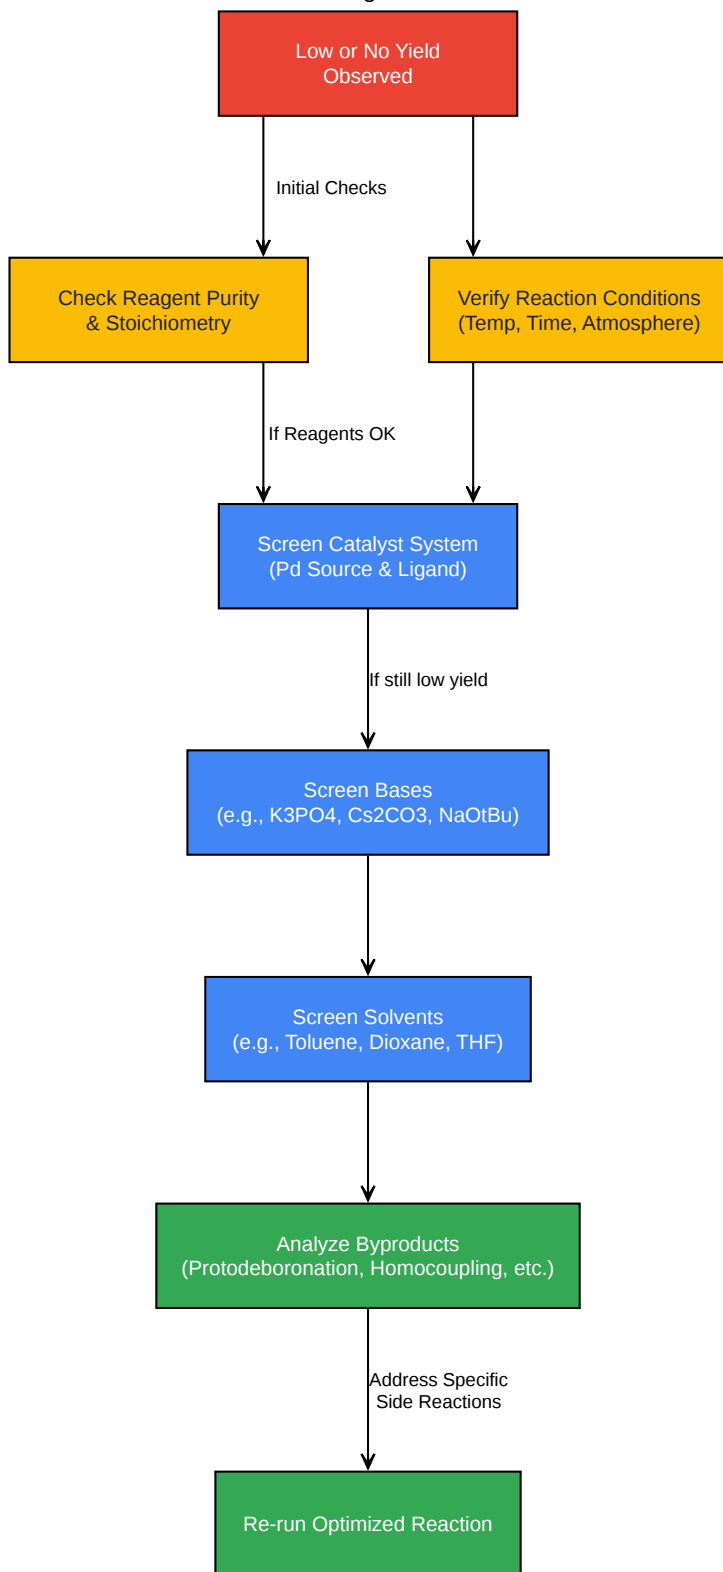 Low or No Yield
Observed
Initial Checks
Check Reagent Purity
& Stoichiometry
Verify Reaction Conditions
(Temp, Time, Atmosphere)
If Reagents OK
Screen Catalyst System
(Pd Source & Ligand)
If still low yield
Screen Bases
(e.g., K3PO4, Cs2CO3, NaOtBu)
Screen Solvents
(e.g., Toluene, Dioxane, THF)
Analyze Byproducts
(Protodeboronation, Homocoupling, etc.)
Address Specific
Side Reactions
Re-run Optimized Reaction